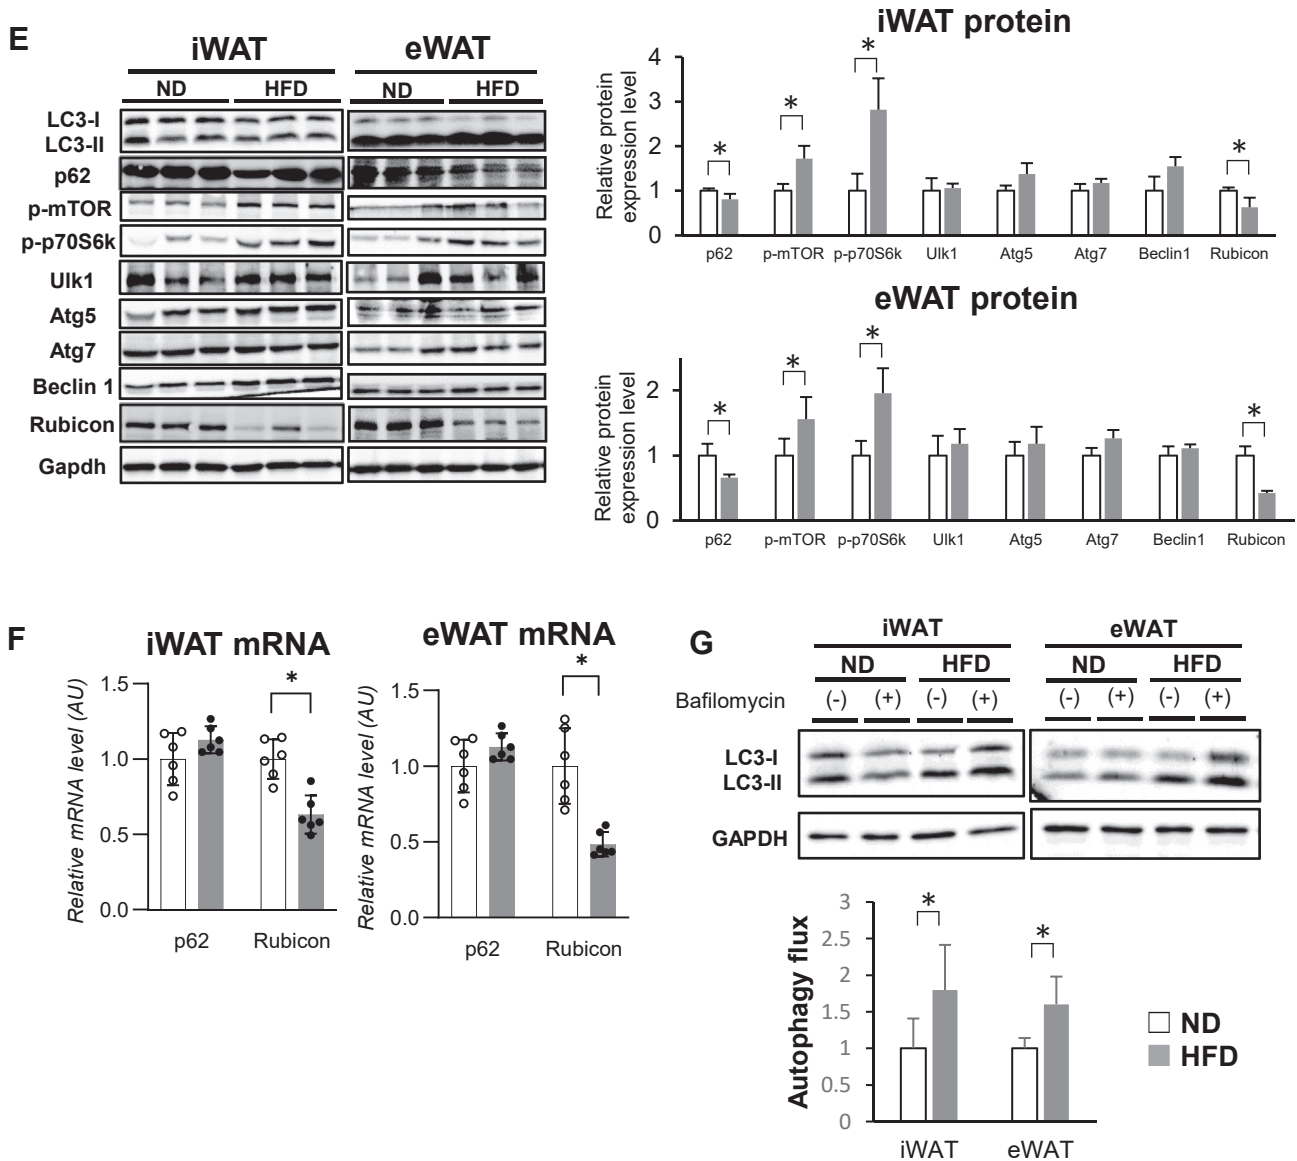 E
iWAT
eWAT
ND
HFD
ND
HFD
LC3-I
LC3-II
p62
p-mTOR
p-p70S6k
Ulk1
Atg5
Atg7
Beclin 1
Rubicon
Gapdh
iWAT protein
Relative protein
expression level
4
3
2
1
0
*
*
*
*
p62
p-mTOR
p-p70S6k
Ulk1
Atg5
Atg7
Beclin1
Rubicon
eWAT protein
Relative protein
expression level
2
1
0
*
*
*
*
p62
p-mTOR
p-p70S6k
Ulk1
Atg5
Atg7
Beclin1
Rubicon
F
iWAT mRNA
Relative mRNA level (AU)
1.5
1.0
0.5
0.0
*
p62
Rubicon
eWAT mRNA
Relative mRNA level (AU)
1.5
1.0
0.5
0.0
*
p62
Rubicon
G
iWAT
eWAT
ND
HFD
ND
HFD
Bafilomycin
(-)
(+)
(-)
(+)
(-)
(+)
(-)
(+)
LC3-I
LC3-II
GAPDH
Autophagy flux
3
2.5
2
1.5
1
0.5
0
*
*
iWAT
eWAT
ND
HFD